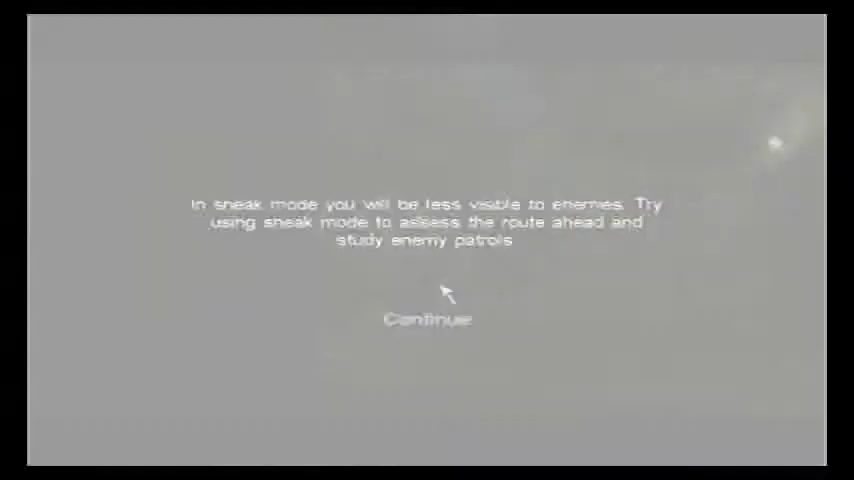 In sneak mode you will be less visible to enemies. Try
using sneak mode to assess the route ahead and
study enemy patrols
Continue